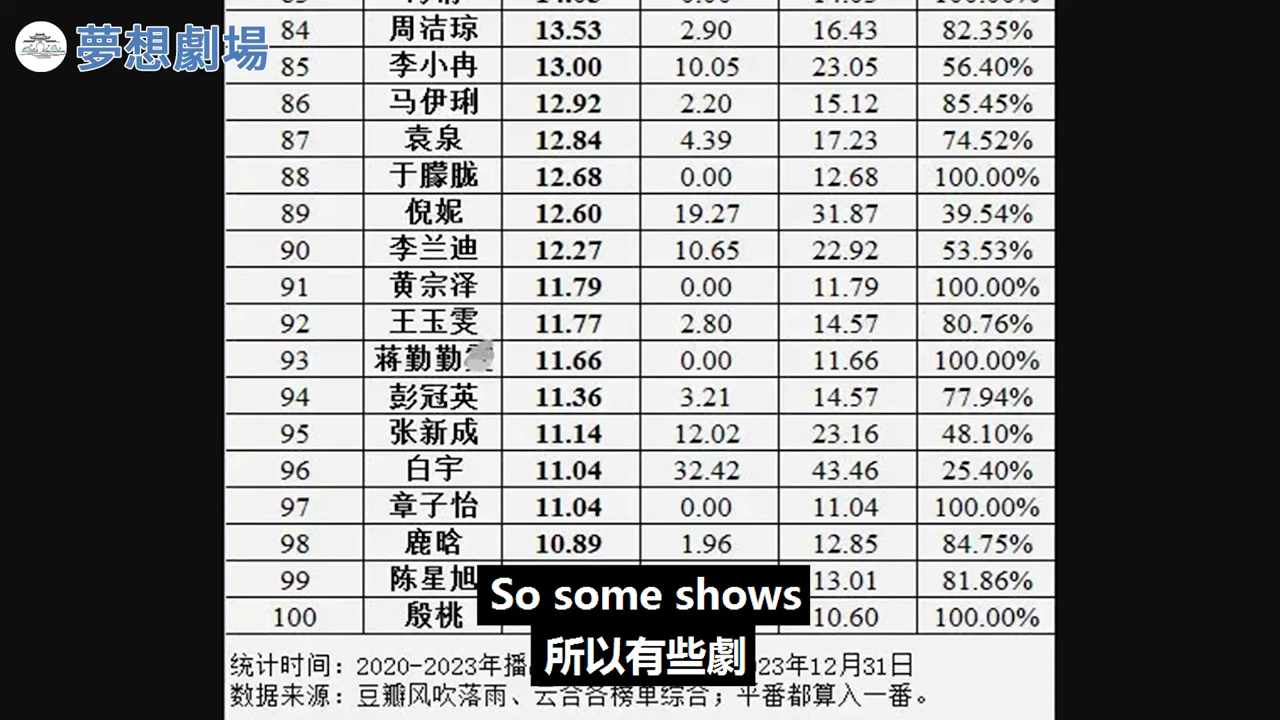 夢想劇場
84 周洁琼 13.53 2.90 16.43 82.35%
85 李小冉 13.00 10.05 23.05 56.40%
86 马伊琍 12.92 2.20 15.12 85.45%
87 袁泉 12.84 4.39 17.23 74.52%
88 于朦胧 12.68 0.00 12.68 100.00%
89 倪妮 12.60 19.27 31.87 39.54%
90 李兰迪 12.27 10.65 22.92 53.53%
91 黄宗泽 11.79 0.00 11.79 100.00%
92 王玉雯 11.77 2.80 14.57 80.76%
93 蒋勤勤 11.66 0.00 11.66 100.00%
94 彭冠英 11.36 3.21 14.57 77.94%
95 张新成 11.14 12.02 23.16 48.10%
96 白宇 11.04 32.42 43.46 25.40%
97 章子怡 11.04 0.00 11.04 100.00%
98 鹿晗 10.89 1.96 12.85 84.75%
99 陈星旭 13.01 81.86%
100 殷桃 10.60 100.00%
So some shows
所以有些劇
统计时间：2020-2023年播 23年12月31日
数据来源：豆瓣风吹落雨、云合各榜单综合；平番都算入一番。